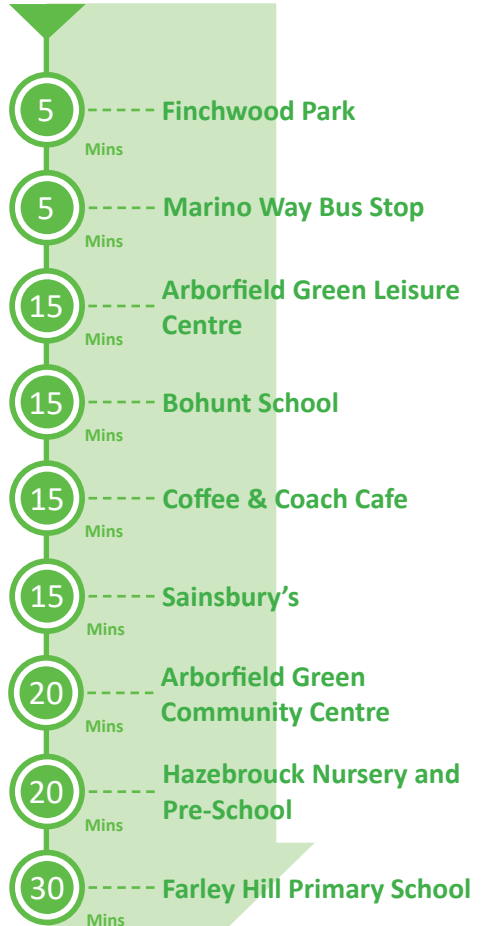 5
Finchwood Park
Mins
5
Marino Way Bus Stop
Mins
15
Arborfield Green Leisure
Centre
Mins
15
Bohunt School
Mins
15
Coffee & Coach Cafe
Mins
15
Sainsbury's
Mins
20
Arborfield Green
Community Centre
Mins
20
Hazebrouck Nursery and
Pre-School
Mins
30
Farley Hill Primary School
Mins